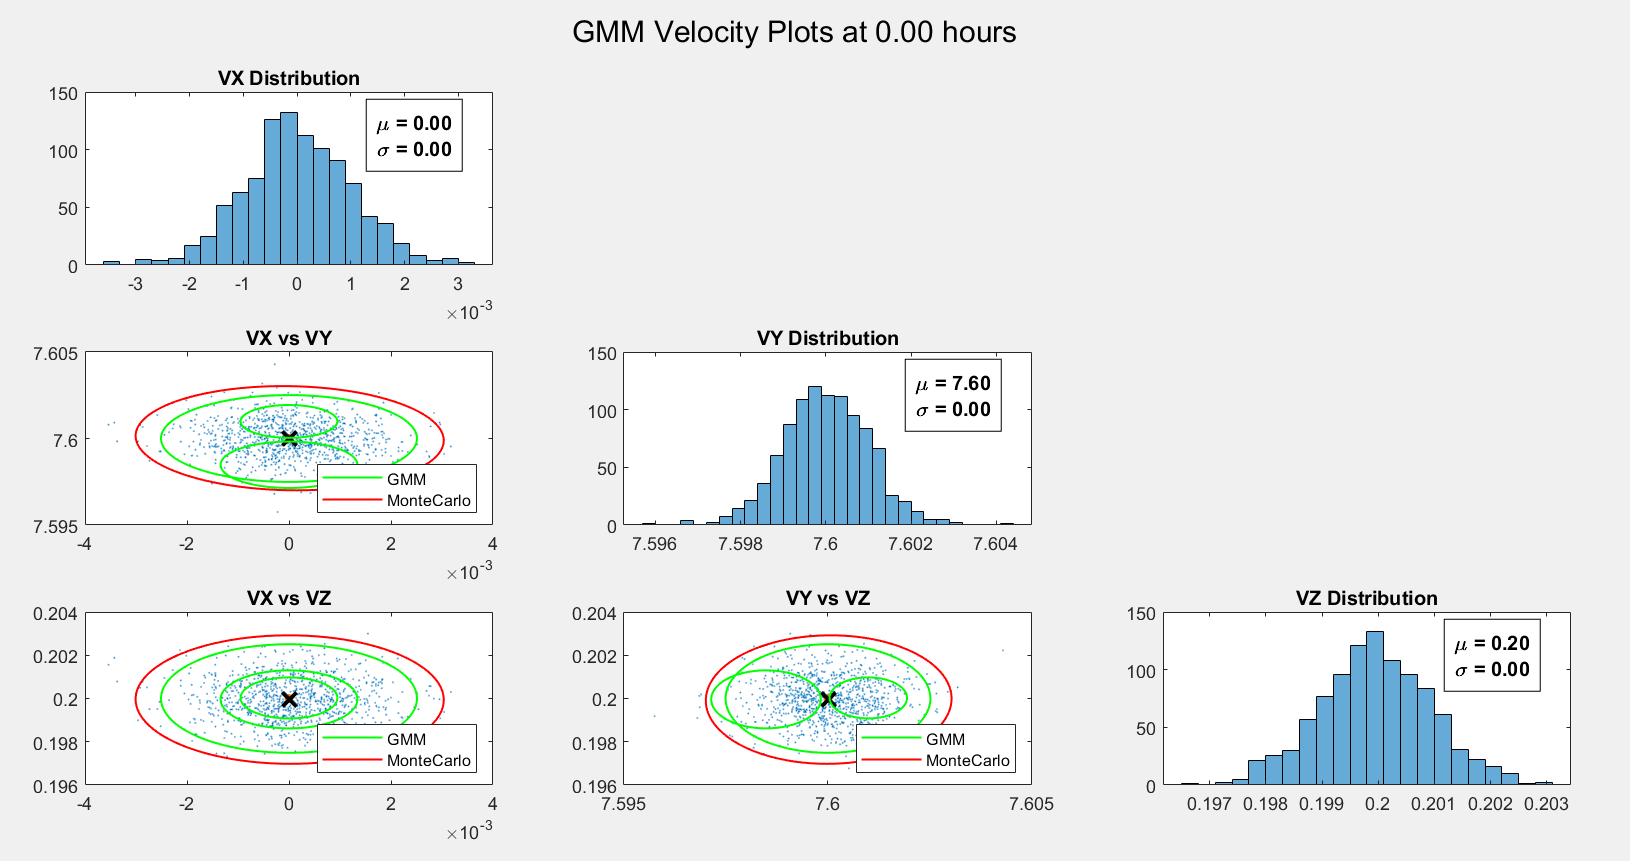 GMM Velocity Plots at 0.00 hours
VX Distribution
150
100
50
0
μ = 0.00
σ = 0.00
-3 -2 -1 0 1 2 3
×10-3
VX vs VY
7.605
7.6
7.595
GMM
MonteCarlo
-4 -2 0 2 4
×10-3
VY Distribution
150
100
50
0
μ = 7.60
σ = 0.00
7.596 7.598 7.6 7.602 7.604
VX vs VZ
0.204
0.202
0.2
0.198
0.196
GMM
MonteCarlo
-4 -2 0 2 4
×10-3
VY vs VZ
0.204
0.202
0.2
0.198
0.196
GMM
MonteCarlo
7.595 7.6 7.605
VZ Distribution
150
100
50
0
μ = 0.20
σ = 0.00
0.197 0.198 0.199 0.2 0.201 0.202 0.203